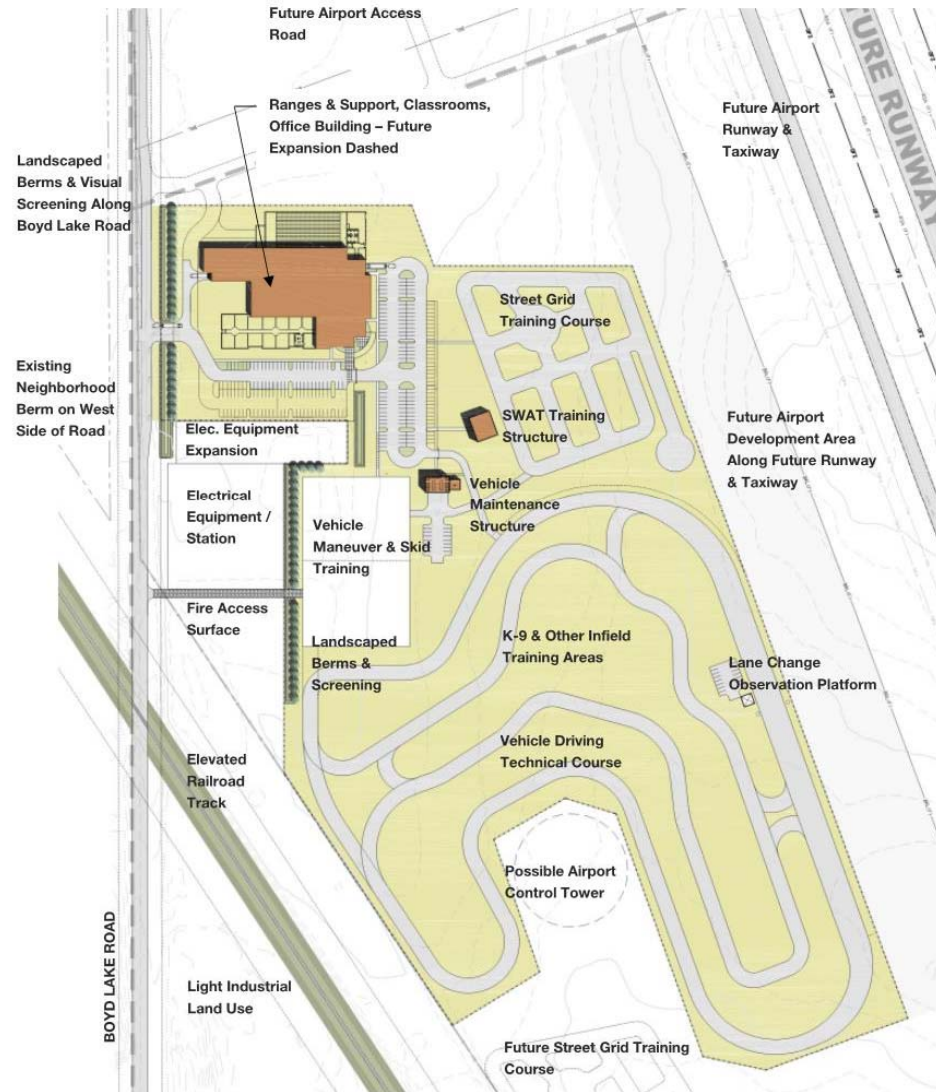 Future Airport Access
Road
Ranges & Support, Classrooms,
Office Building – Future
Expansion Dashed
Future Airport
Runway &
Taxiway
TURE RUNWAY
Landscaped
Berms & Visual
Screening Along
Boyd Lake Road
Street Grid
Training Course
Existing
Neighborhood
Berm on West
Side of Road
SWAT Training
Structure
Future Airport
Development Area
Along Future Runway
& Taxiway
Elec. Equipment
Expansion
Electrical
Equipment /
Station
Vehicle
Maintenance
Structure
Vehicle
Maneuver & Skid
Training
Fire Access
Surface
Landscaped
Berms &
Screening
K-9 & Other Infield
Training Areas
Lane Change
Observation Platform
Vehicle Driving
Technical Course
Elevated
Railroad
Track
Possible Airport
Control Tower
BOYD LAKE ROAD
Light Industrial
Land Use
Future Street Grid Training
Course